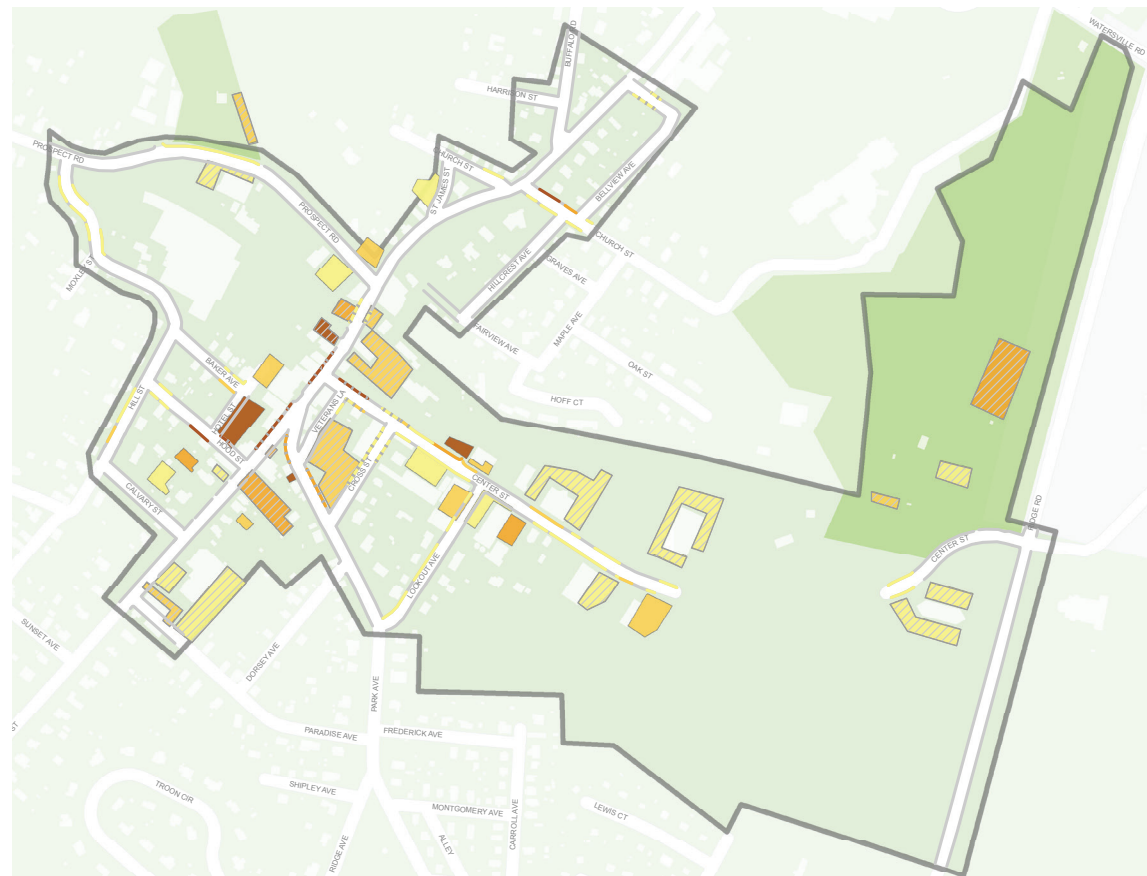 WATERSVILLE RD
BUFFALO RD
HARRISON ST
PROSPECT RD
CHURCH ST
ST JAMES ST
BELLVIEW AVE
PROSPECT RD
CHURCH ST
MOXLEY ST
GRAVES AVE
HILLCREST AVE
FAIRVIEW AVE
MAPLE AVE
OAK ST
BAKER AVE
HILL ST
HOFF CT
VETERANS LA
HOTEL ST
HOOD ST
CROSS ST
CENTER ST
CALVARY ST
RIDGE RD
CENTER ST
LOOKOUT AVE
SUNSET AVE
DORSEY AVE
PARK AVE
PARADISE AVE
FREDERICK AVE
ST
TROON CIR
SHIPLEY AVE
MONTGOMERY AVE
LEWIS CT
CARROLL AVE
RIDGE AVE
ALLEY